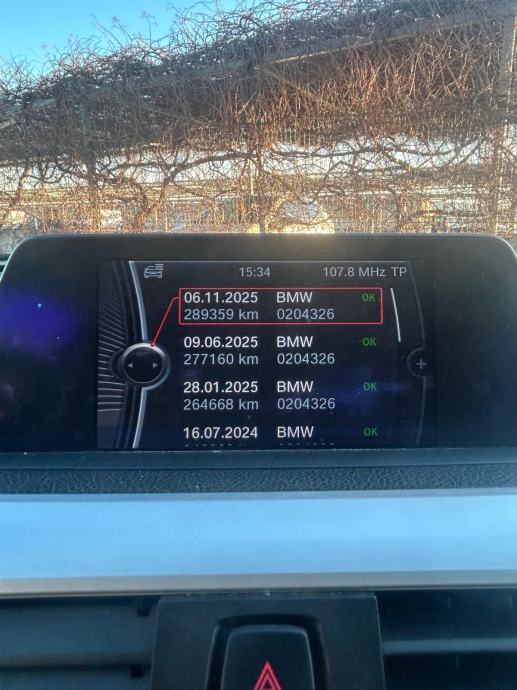 15:34 107.8 MHz TP
06.11.2025 BMW OK
289359 km 0204326
09.06.2025 BMW OK
277160 km 0204326
28.01.2025 BMW OK
264668 km 0204326
16.07.2024 BMW OK